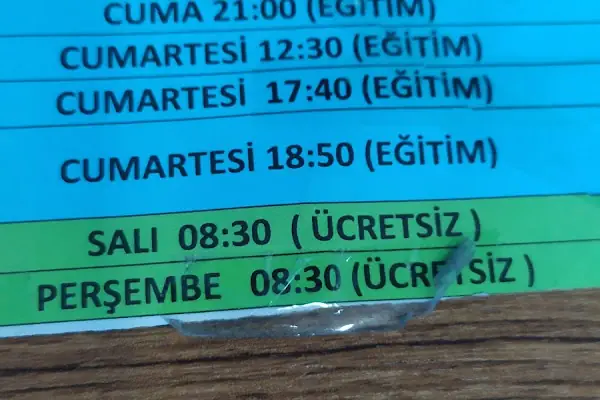 CUMA 21:00 (EĞİTİM)
CUMARTESİ 12:30 (EĞİTİM)
CUMARTESİ 17:40 (EĞİTİM)
CUMARTESİ 18:50 (EĞİTİM)
SALI 08:30 ( ÜCRETSİZ )
PERŞEMBE 08:30 (ÜCRETSİZ )